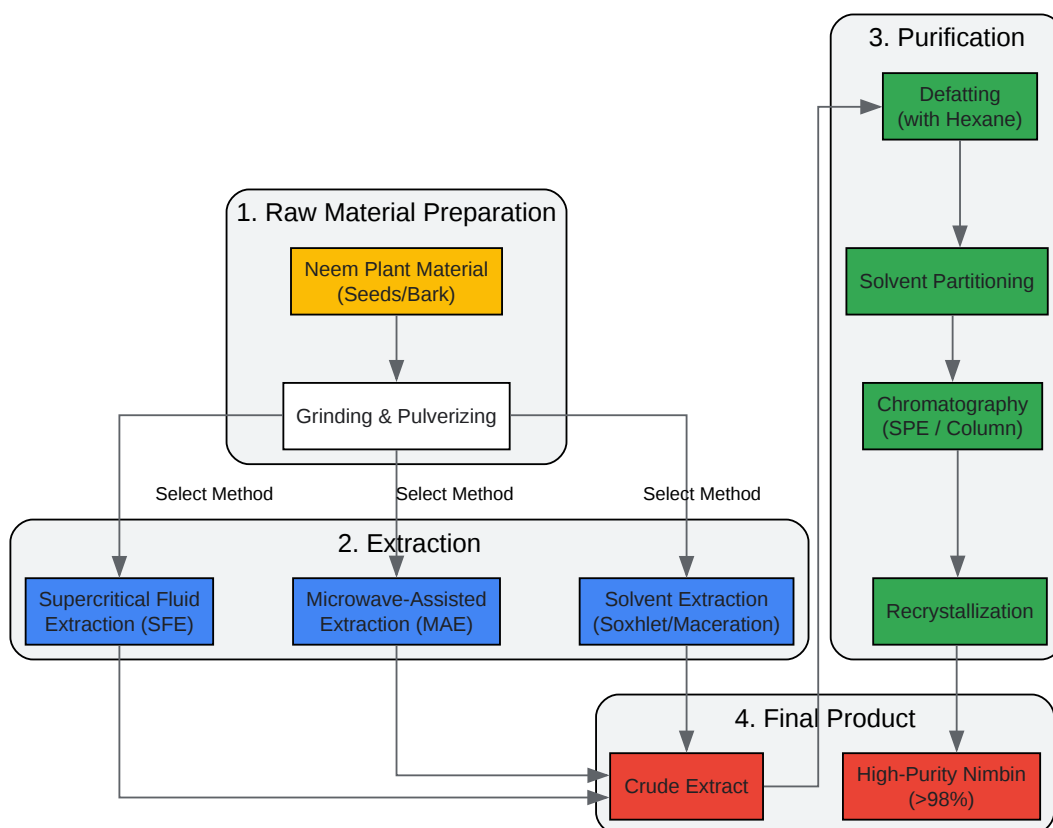 1. Raw Material Preparation
Neem Plant Material
(Seeds/Bark)
Grinding & Pulverizing
Select Method
Select Method
Select Method
2. Extraction
Supercritical Fluid
Extraction (SFE)
Microwave-Assisted
Extraction (MAE)
Solvent Extraction
(Soxhlet/Maceration)
3. Purification
Defatting
(with Hexane)
Solvent Partitioning
Chromatography
(SPE / Column)
Recrystallization
4. Final Product
Crude Extract
High-Purity Nimbin
(>98%)